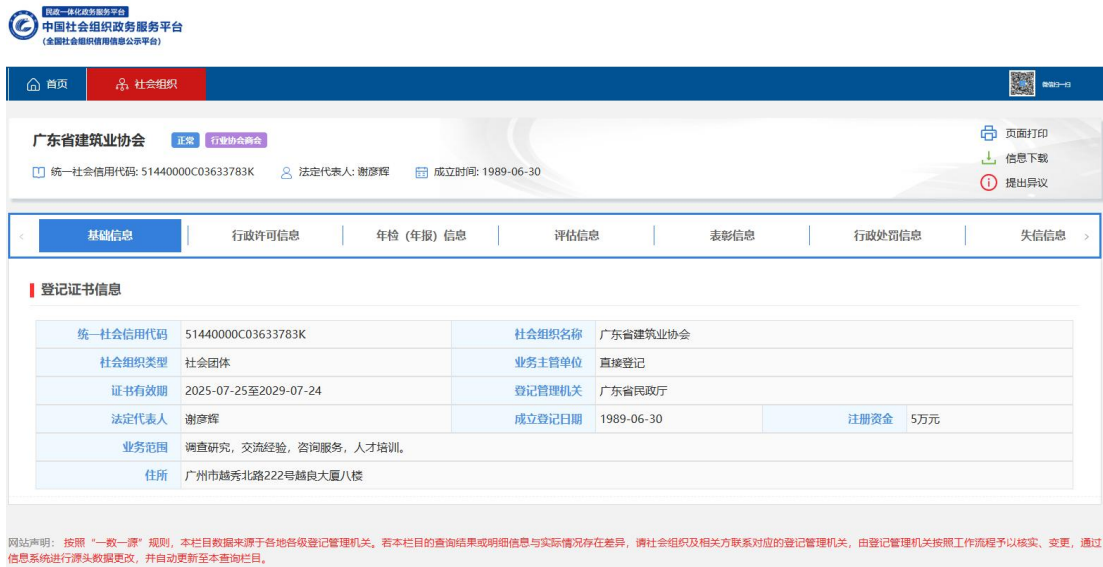 民政一体化政务服务平台
中国社会组织政务服务平台
(全国社会组织信用信息公示平台)
首页 社会组织 微信扫一扫
广东省建筑业协会 正常 行业协会商会
页面打印
信息下载
统一社会信用代码: 51440000C03633783K 法定代表人: 谢彦辉 成立时间: 1989-06-30
提出异议
< 基础信息 行政许可信息 年检（年报）信息 评估信息 表彰信息 行政处罚信息 失信信息 >
登记证书信息
统一社会信用代码 51440000C03633783K 社会组织名称 广东省建筑业协会
社会组织类型 社会团体 业务主管单位 直接登记
证书有效期 2025-07-25至2029-07-24 登记管理机关 广东省民政厅
法定代表人 谢彦辉 成立登记日期 1989-06-30 注册资金 5万元
业务范围 调查研究，交流经验，咨询服务，人才培训。
住所 广州市越秀北路222号越良大厦八楼
网站声明： 按照“一数一源”规则，本栏目数据来源于各地各级登记管理机关。若本栏目的查询结果或明细信息与实际情况存在差异，请社会组织及相关方联系对应的登记管理机关，由登记管理机关按照工作流程予以核实、变更，通过
信息系统进行源头数据更改，并自动更新至本查询栏目。